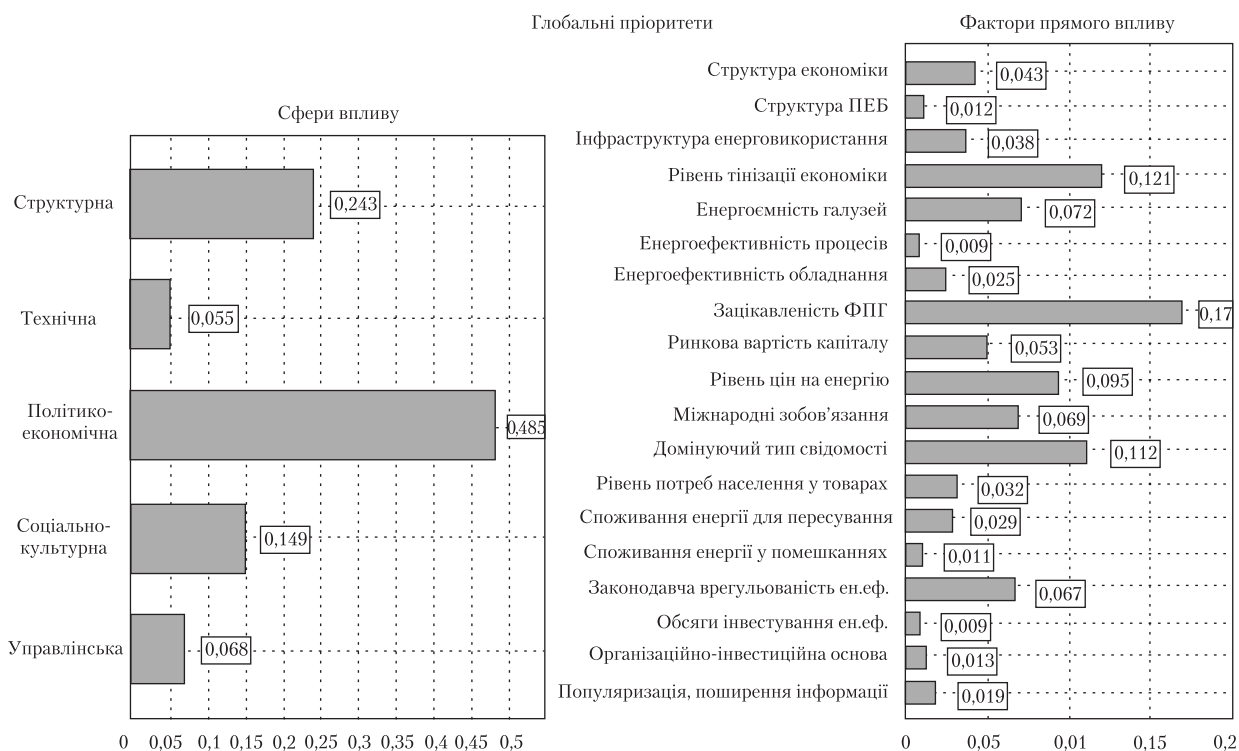 Глобальні пріоритети
Сфери впливу
Структурна
0,243
Технічна
0,055
Політико-
економічна
0,485
Соціально-
культурна
0,149
Управлінська
0,068
0 0,05 0,1 0,15 0,2 0,25 0,3 0,35 0,4 0,45 0,5
Фактори прямого впливу
Структура економіки 0,043
Структура ПЕБ 0,012
Інфраструктура енерговикористання 0,038
Рівень тінізації економіки 0,121
Енергоємність галузей 0,072
Енергоефективність процесів 0,009
Енергоефективність обладнання 0,025
Зацікавленість ФПГ 0,17
Ринкова вартість капіталу 0,053
Рівень цін на енергію 0,095
Міжнародні зобов’язання 0,069
Домінуючий тип свідомості 0,112
Рівень потреб населення у товарах 0,032
Споживання енергії для пересування 0,029
Споживання енергії у помешканнях 0,011
Законодавча врегульованість ен.еф. 0,067
Обсяги інвестування ен.еф. 0,009
Організаційно-інвестиційна основа 0,013
Популяризація, поширення інформації 0,019
0 0,05 0,01 0,15 0,2